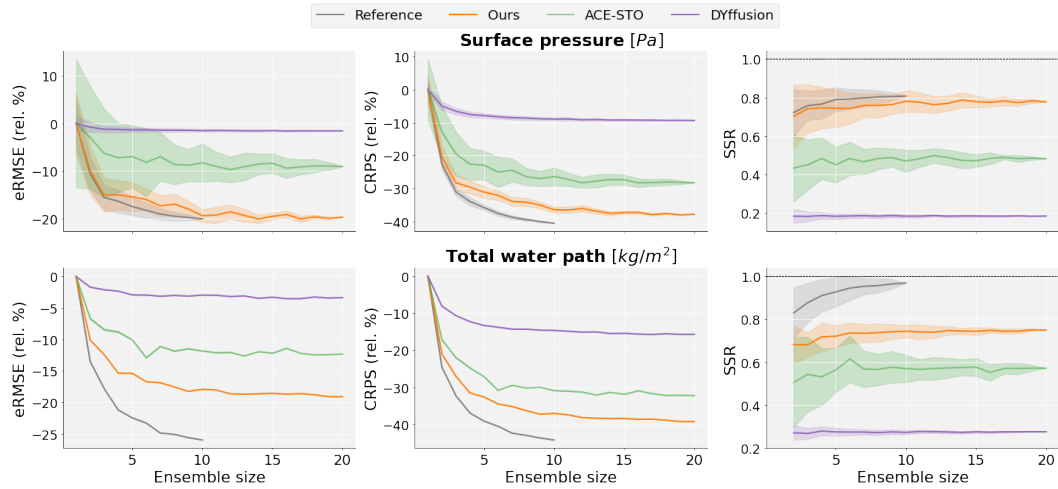 Reference Ours ACE-STO DYffusion
Surface pressure [Pa]
eRMSE (rel. %)
10
0
−10
−20
CRPS (rel. %)
10
0
−10
−20
−30
−40
SSR
1.0
0.8
0.6
0.4
0.2
Total water path [kg/m²]
eRMSE (rel. %)
0
−5
−10
−15
−20
−25
5 10 15 20
Ensemble size
CRPS (rel. %)
0
−10
−20
−30
−40
5 10 15 20
Ensemble size
SSR
1.0
0.8
0.6
0.4
0.2
5 10 15 20
Ensemble size